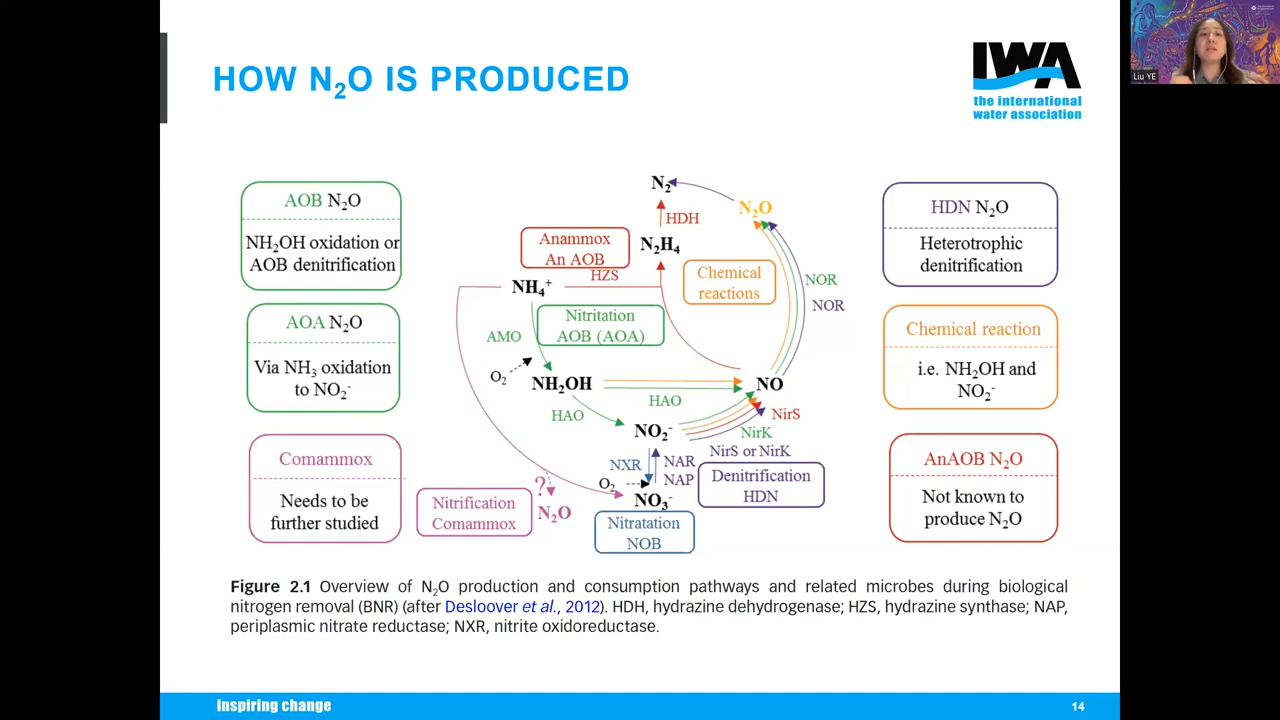 HOW N₂O IS PRODUCED
IWA
the international
water association
Liu YE
AOB N₂O
NH₂OH oxidation or
AOB denitrification
AOA N₂O
Via NH₃ oxidation
to NO₂⁻
Comammox
Needs to be
further studied
N₂
N₂O
HDH
N₂H₄
Anammox
An AOB
HZS
Chemical
reactions
NH₄⁺
NOR
NOR
Nitritation
AOB (AOA)
AMO
O₂
NH₂OH
NO
HAO
HAO
NO₂⁻
NirS
NirK
NirS or NirK
NXR
NAR
NAP
O₂
NO₃⁻
Denitrification
HDN
?
N₂O
Nitrification
Comammox
Nitratation
NOB
HDN N₂O
Heterotrophic
denitrification
Chemical reaction
i.e. NH₂OH and
NO₂⁻
AnAOB N₂O
Not known to
produce N₂O
Figure 2.1 Overview of N₂O production and consumption pathways and related microbes during biological
nitrogen removal (BNR) (after Desloover et al., 2012). HDH, hydrazine dehydrogenase; HZS, hydrazine synthase; NAP,
periplasmic nitrate reductase; NXR, nitrite oxidoreductase.
inspiring change
14